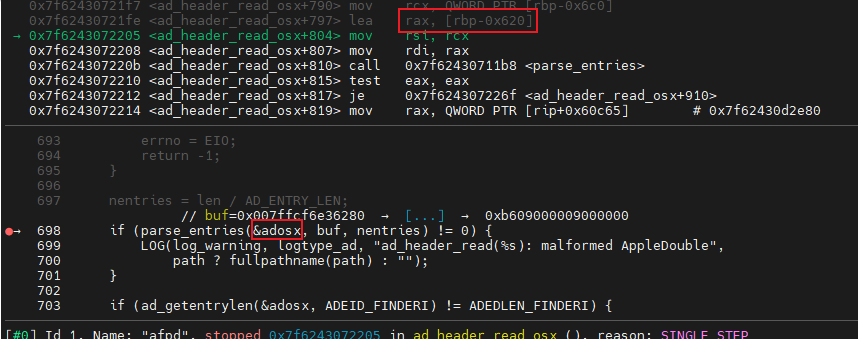 0x7f62430721f7 <ad_header_read_osx+790> mov    rcx, QWORD PTR [rbp-0x6c0]
0x7f62430721fe <ad_header_read_osx+797> lea    rax, [rbp-0x620]
→ 0x7f6243072205 <ad_header_read_osx+804> mov    rsi, rcx
0x7f6243072208 <ad_header_read_osx+807> mov    rdi, rax
0x7f624307220b <ad_header_read_osx+810> call   0x7f62430711b8 <parse_entries>
0x7f6243072210 <ad_header_read_osx+815> test   eax, eax
0x7f6243072212 <ad_header_read_osx+817> je     0x7f624307226f <ad_header_read_osx+910>
0x7f6243072214 <ad_header_read_osx+819> mov    rax, QWORD PTR [rip+0x60c65]        # 0x7f62430d2e80
693          errno = EIO;
694          return -1;
695      }
696
697      nentries = len / AD_ENTRY_LEN;
// buf=0x007ffcf6e36280  →  [...]  →  0xb609000009000000
●→  698      if (parse_entries(&adosx, buf, nentries) != 0) {
699          LOG(log_warning, logtype_ad, "ad_header_read(%s): malformed AppleDouble",
700              path ? fullpathname(path) : "");
701      }
702
703      if (ad_getentrylen(&adosx, ADEID_FINDERI) != ADEDLEN_FINDERI) {
[#0] Id 1, Name: "afpd", stopped 0x7f6243072205 in ad_header_read_osx (), reason: SINGLE STEP